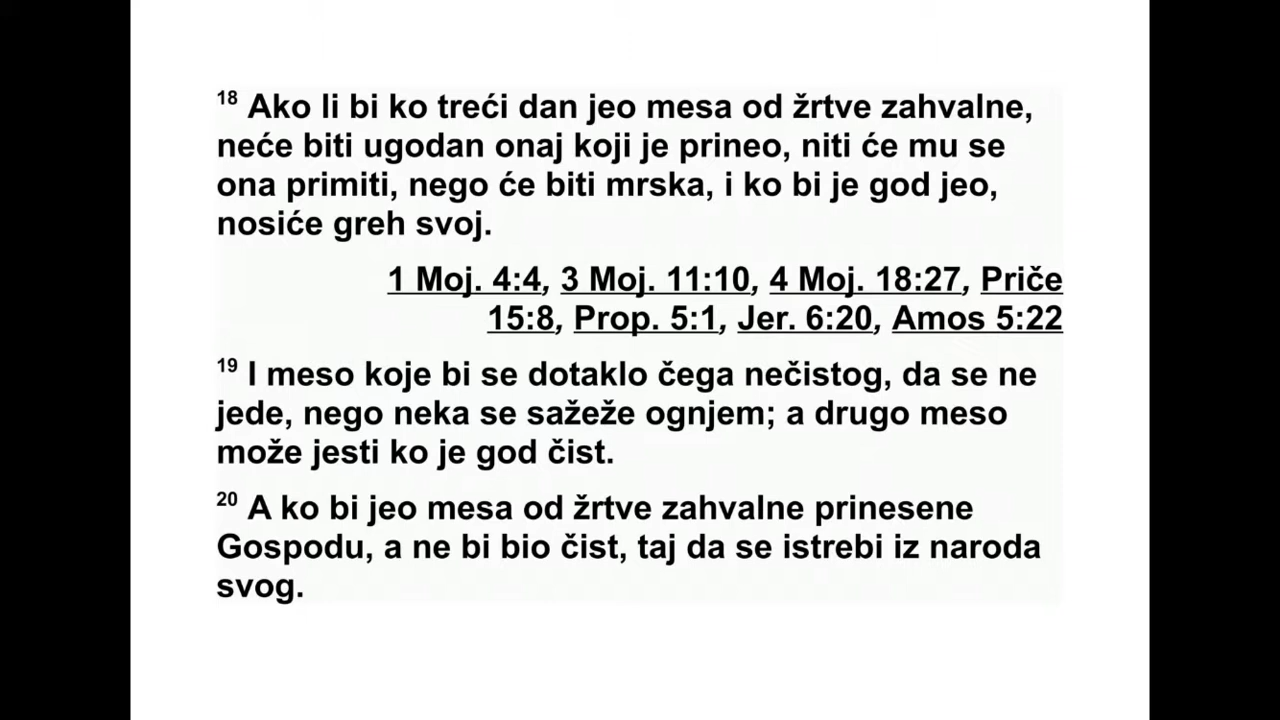 18 Ako li bi ko treći dan jeo mesa od žrtve zahvalne,
neće biti ugodan onaj koji je prineo, niti će mu se
ona primiti, nego će biti mrska, i ko bi je god jeo,
nosiće greh svoj.
1 Moj. 4:4, 3 Moj. 11:10, 4 Moj. 18:27, Priče
15:8, Prop. 5:1, Jer. 6:20, Amos 5:22
19 I meso koje bi se dotaklo čega nečistog, da se ne
jede, nego neka se sažeže ognjem; a drugo meso
može jesti ko je god čist.
20 A ko bi jeo mesa od žrtve zahvalne prinesene
Gospodu, a ne bi bio čist, taj da se istrebi iz naroda
svog.